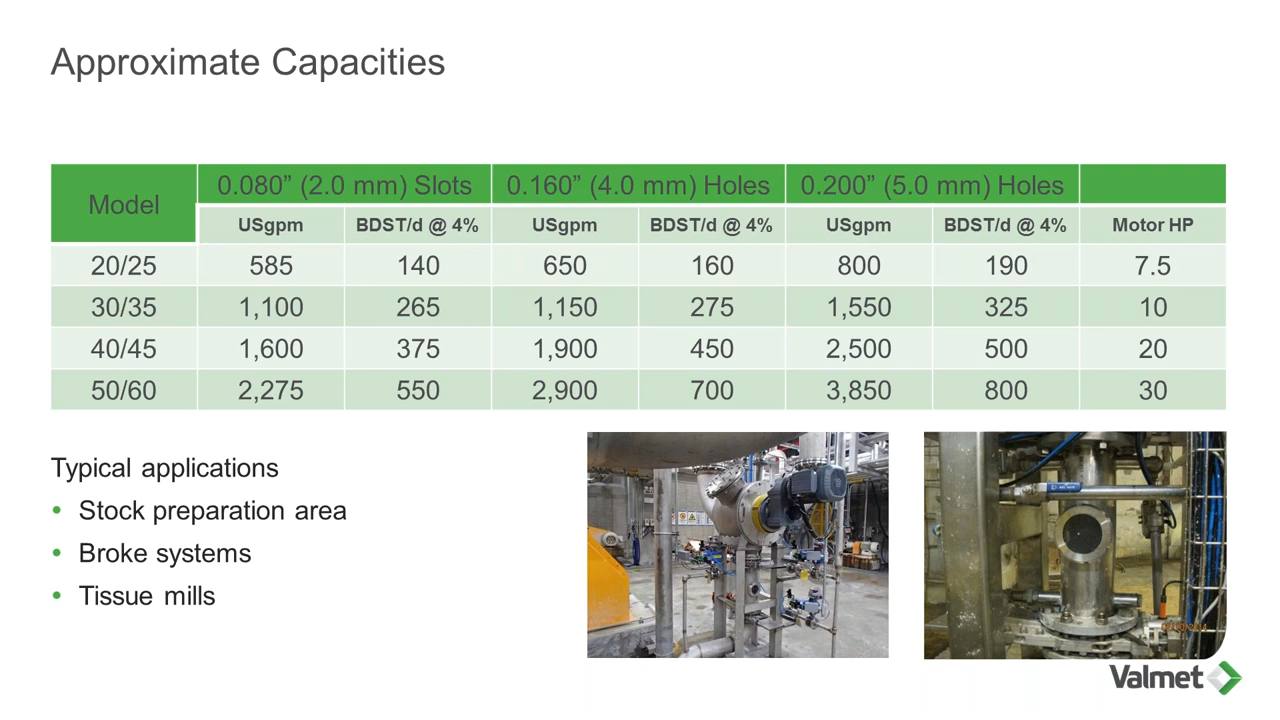 Approximate Capacities
Model 0.080” (2.0 mm) Slots 0.160” (4.0 mm) Holes 0.200” (5.0 mm) Holes
USgpm BDST/d @ 4% USgpm BDST/d @ 4% USgpm BDST/d @ 4% Motor HP
20/25 585 140 650 160 800 190 7.5
30/35 1,100 265 1,150 275 1,550 325 10
40/45 1,600 375 1,900 450 2,500 500 20
50/60 2,275 550 2,900 700 3,850 800 30
Typical applications
• Stock preparation area
• Broke systems
• Tissue mills
Valmet